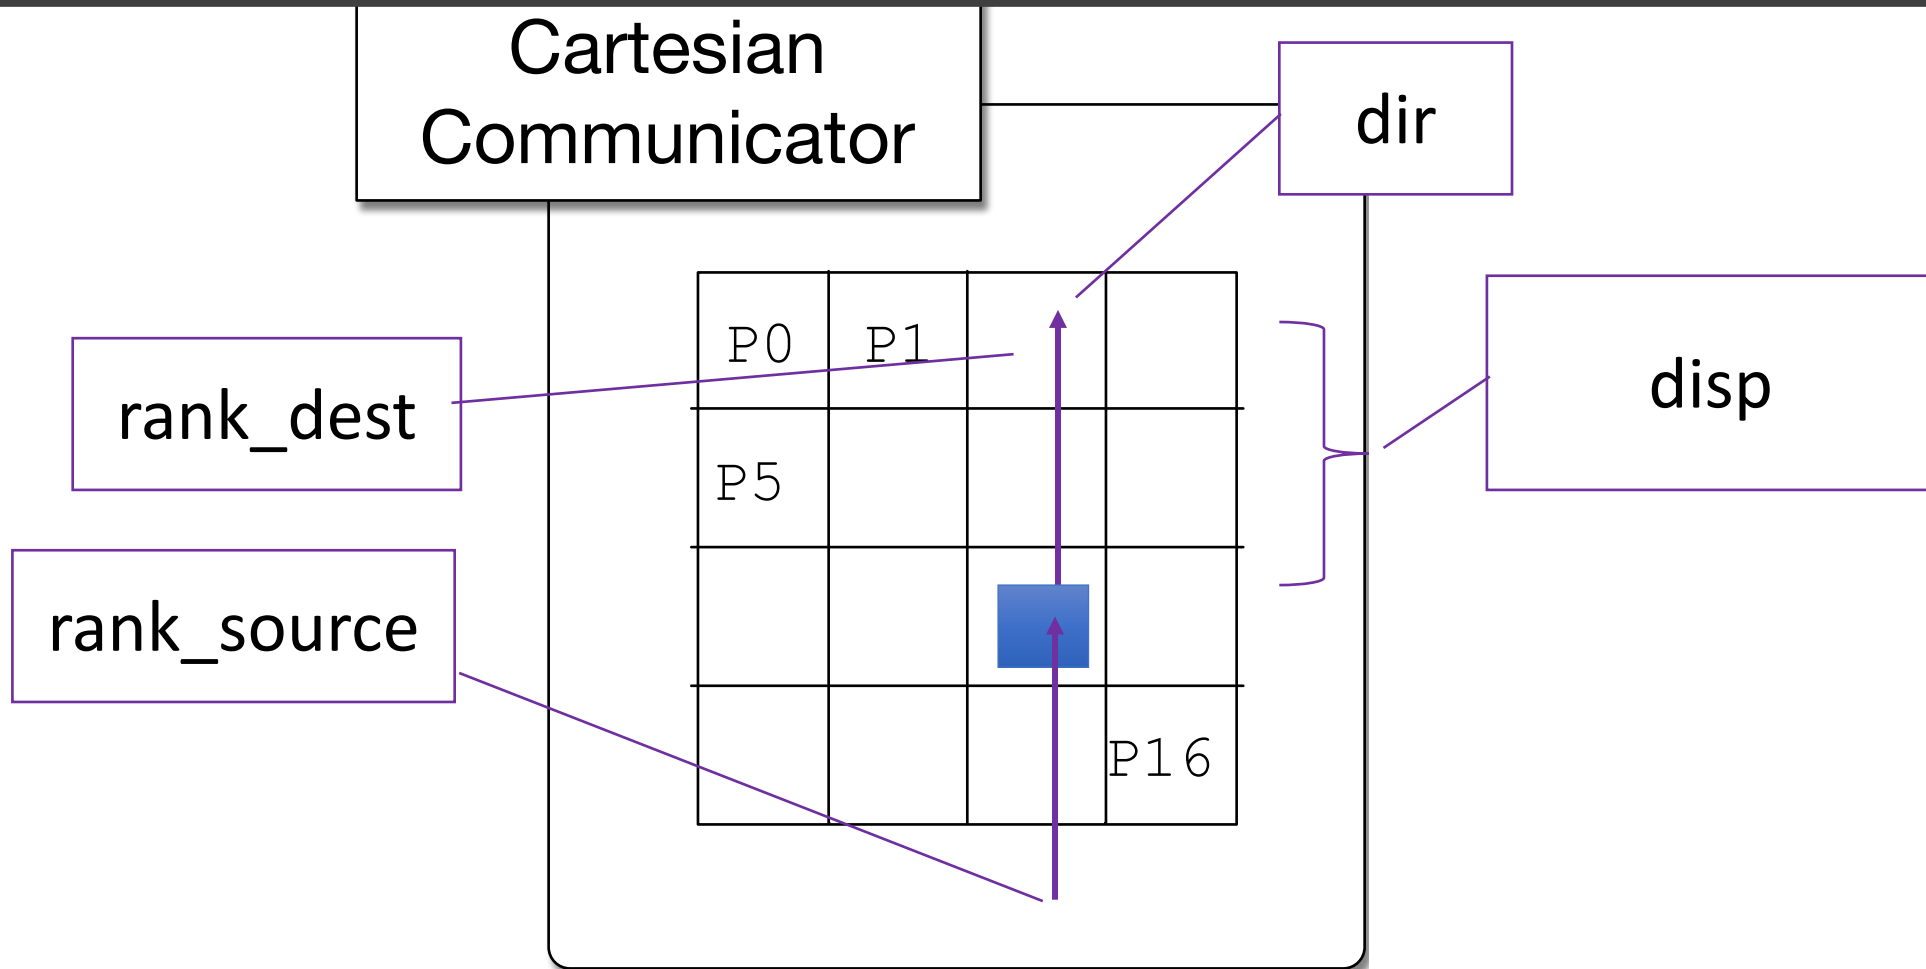 Cartesian
Communicator
dir
P0
P1
disp
rank_dest
P5
rank_source
P16